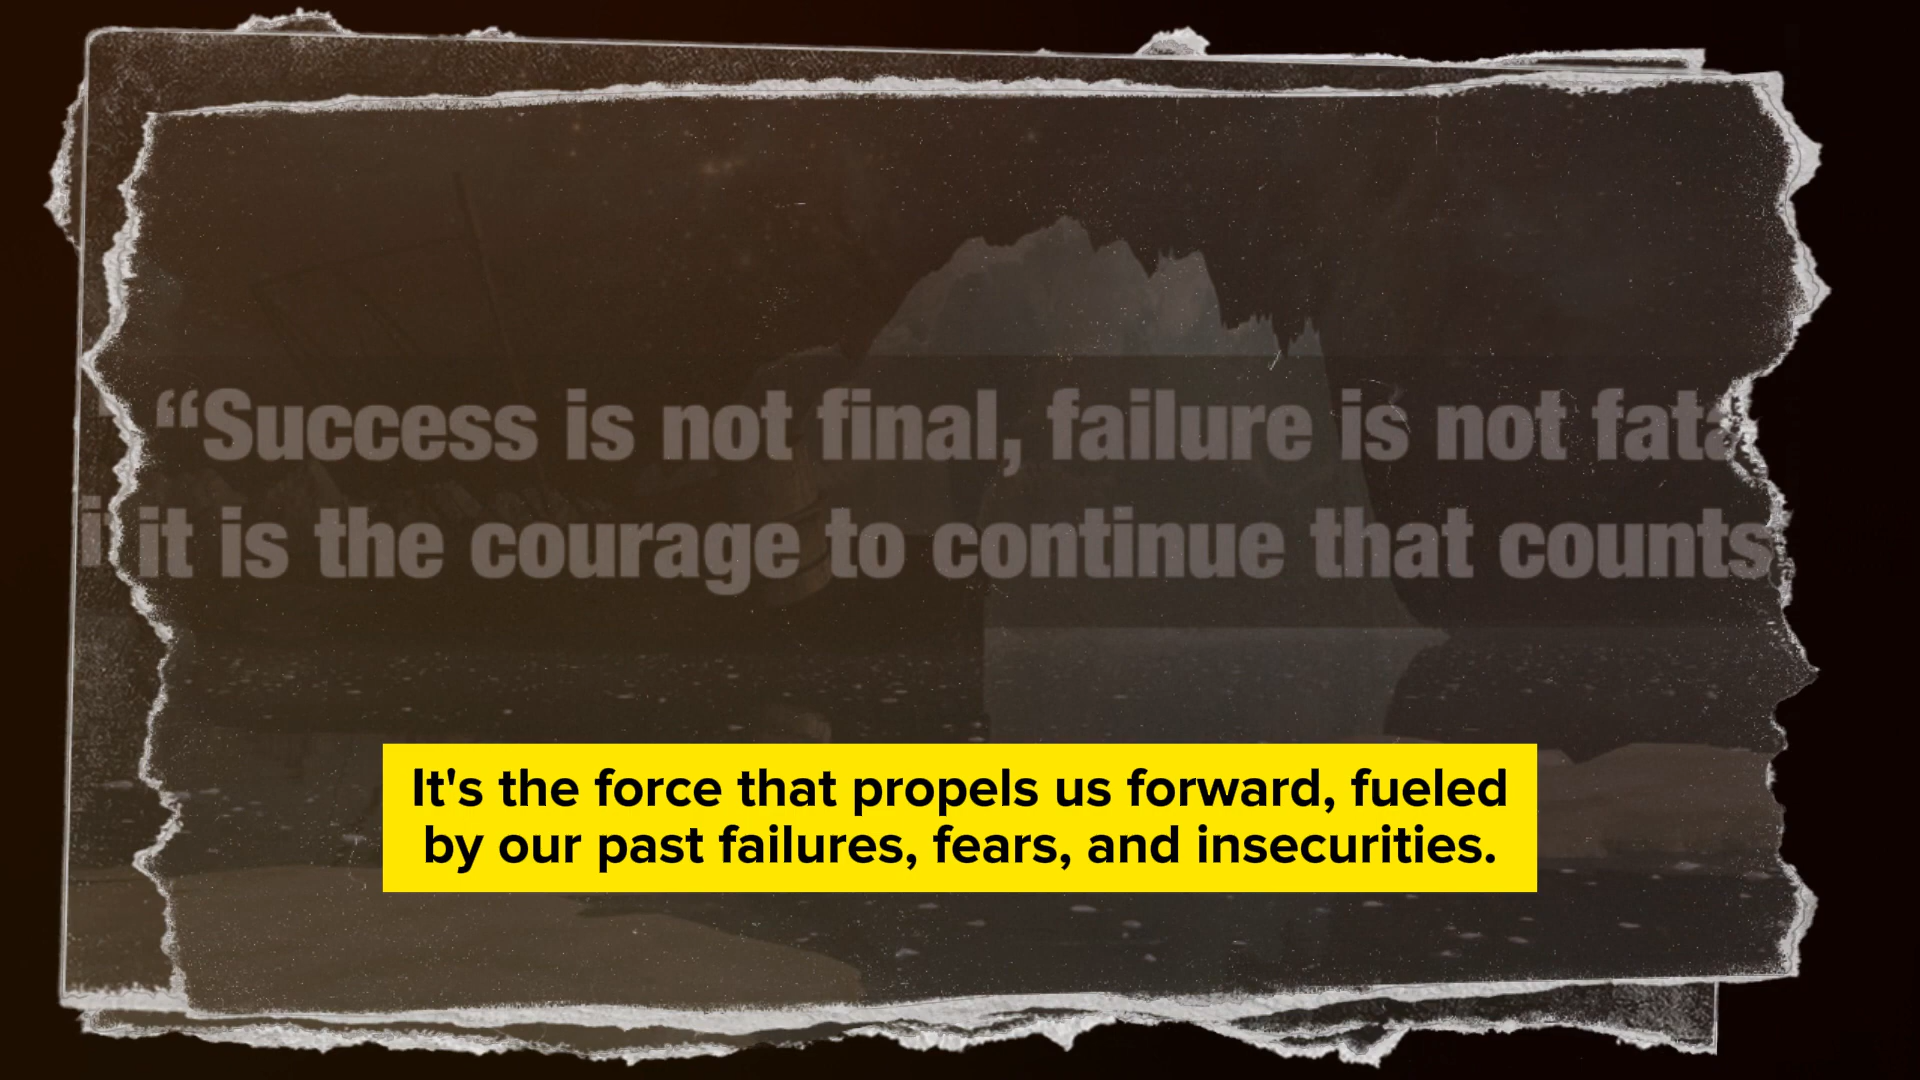 “Success is not final, failure is not fata
it is the courage to continue that counts
It's the force that propels us forward, fueled
by our past failures, fears, and insecurities.